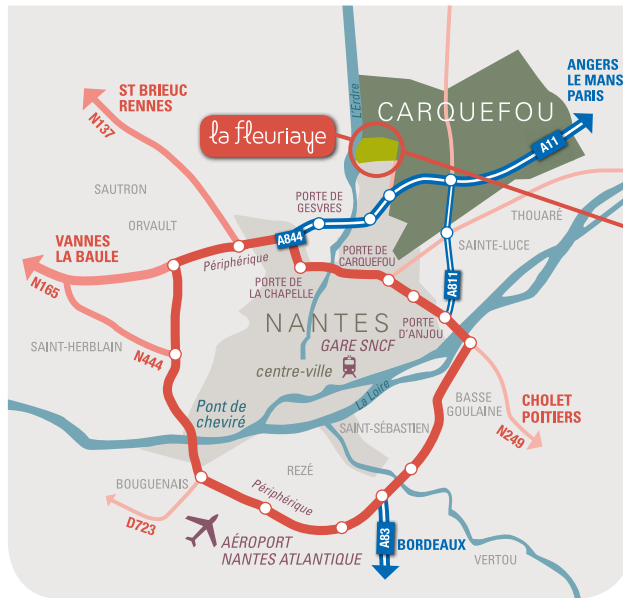 ANGERS
LE MANS
PARIS
ST BRIEUC
RENNES
N137
L'Erdre
CARQUEFOU
la fleuriaye
A11
SAUTRON
PORTE DE
GESVRES
THOUARÉ
ORVAULT
A844
VANNES
LA BAULE
Périphérique
PORTE DE
CARQUEFOU
SAINTE-LUCE
N165
PORTE DE
LA CHAPELLE
A811
NANTES
PORTE
D'ANJOU
GARE SNCF
SAINT-HERBLAIN
N444
centre-ville
La Loire
BASSE
GOULAINE
CHOLET
POITIERS
Pont de
cheviré
SAINT-SÉBASTIEN
N249
REZÉ
BOUGUENAIS
Périphérique
D723
AÉROPORT
NANTES ATLANTIQUE
A83
BORDEAUX
VERTOU